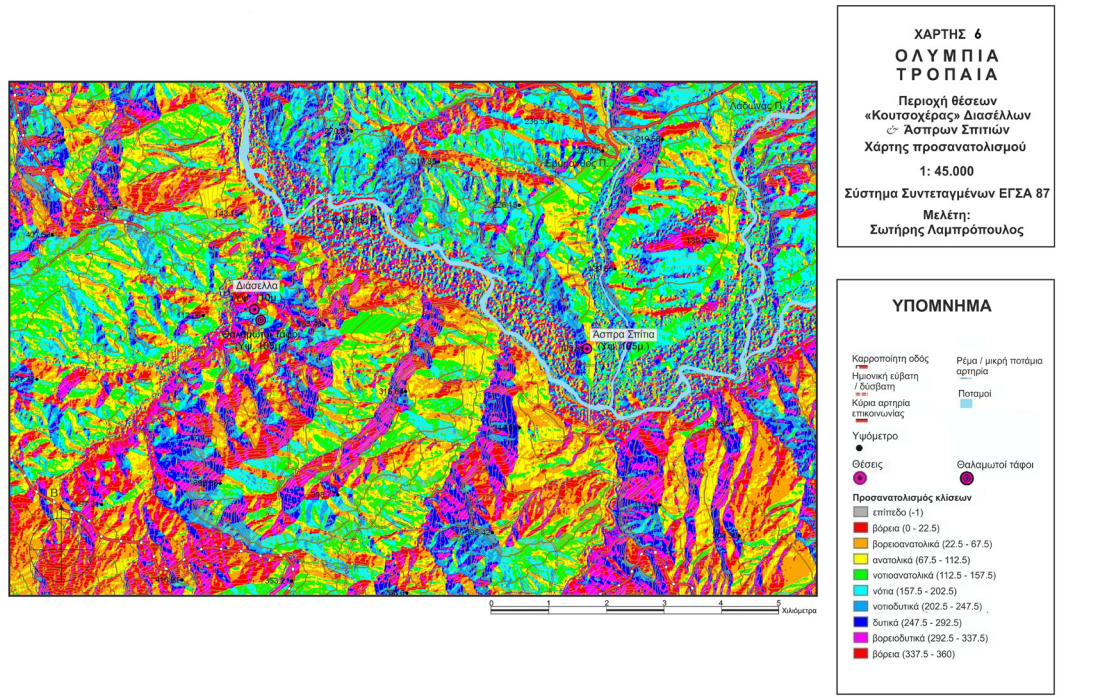 ΧΑΡΤΗΣ 6
ΟΛΥΜΠΙΑ
ΤΡΟΠΑΙΑ
Περιοχή θέσεων
«Κουτσοχέρας» Διασέλλων
& Άσπρων Σπιτιών
Χάρτης προσανατολισμού
1: 45.000
Σύστημα Συντεταγμένων ΕΓΣΑ 87
Μελέτη:
Σωτήρης Λαμπρόπουλος
Λάδωνας Π.
Διάσελλα
Θαλαμωτοί τάφοι
Άσπρα Σπίτια
Β
0 1 2 3 4 5
Χιλιόμετρα
ΥΠΟΜΝΗΜΑ
Καρροποίητη οδός
Ημιονική εύβατη
/ δύσβατη
Κύρια αρτηρία
επικοινωνίας
Υψόμετρο
Θέσεις
Ρέμα / μικρή ποτάμια
αρτηρία
Ποταμοί
Θαλαμωτοί τάφοι
Προσανατολισμός κλίσεων
επίπεδο (-1)
βόρεια (0 - 22.5)
βορειοανατολικά (22.5 - 67.5)
ανατολικά (67.5 - 112.5)
νοτιοανατολικά (112.5 - 157.5)
νότια (157.5 - 202.5)
νοτιοδυτικά (202.5 - 247.5)
δυτικά (247.5 - 292.5)
βορειοδυτικά (292.5 - 337.5)
βόρεια (337.5 - 360)